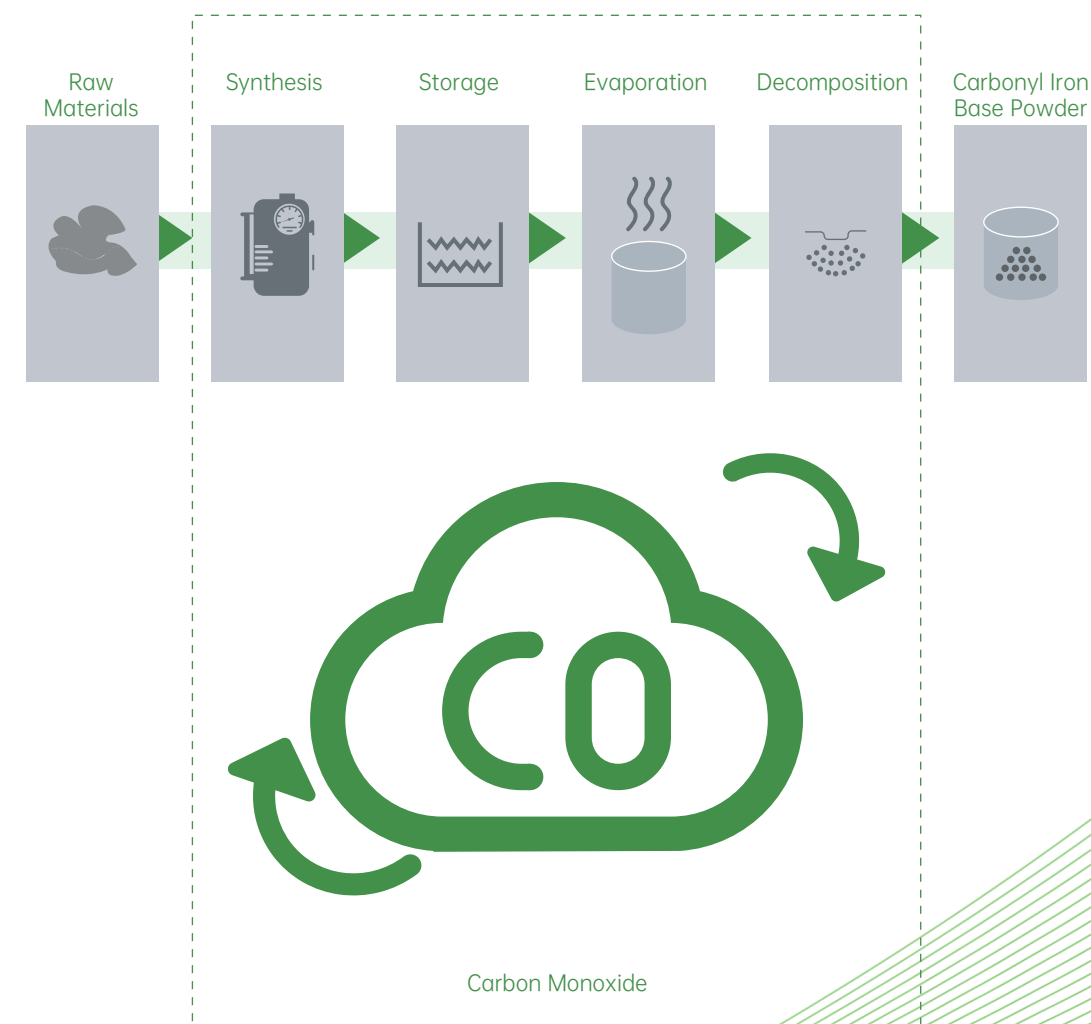 Raw
Materials
Synthesis
Storage
Evaporation
Decomposition
Carbonyl Iron
Base Powder
CO
Carbon Monoxide